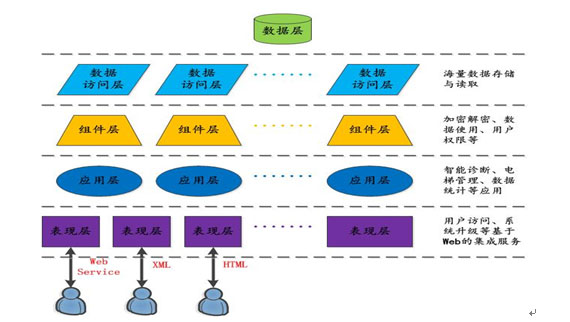 数据层
数据
访问层
数据
访问层
数据
访问层
海量数据存储
与读取
组件层
组件层
组件层
加密解密、数
据使用、用户
权限等
应用层
应用层
应用层
智能诊断、电
梯管理、数据
统计等应用
表现层
表现层
表现层
表现层
用户访问、系
统升级等基于
Web的集成服务
Web
Service
XML
HTML